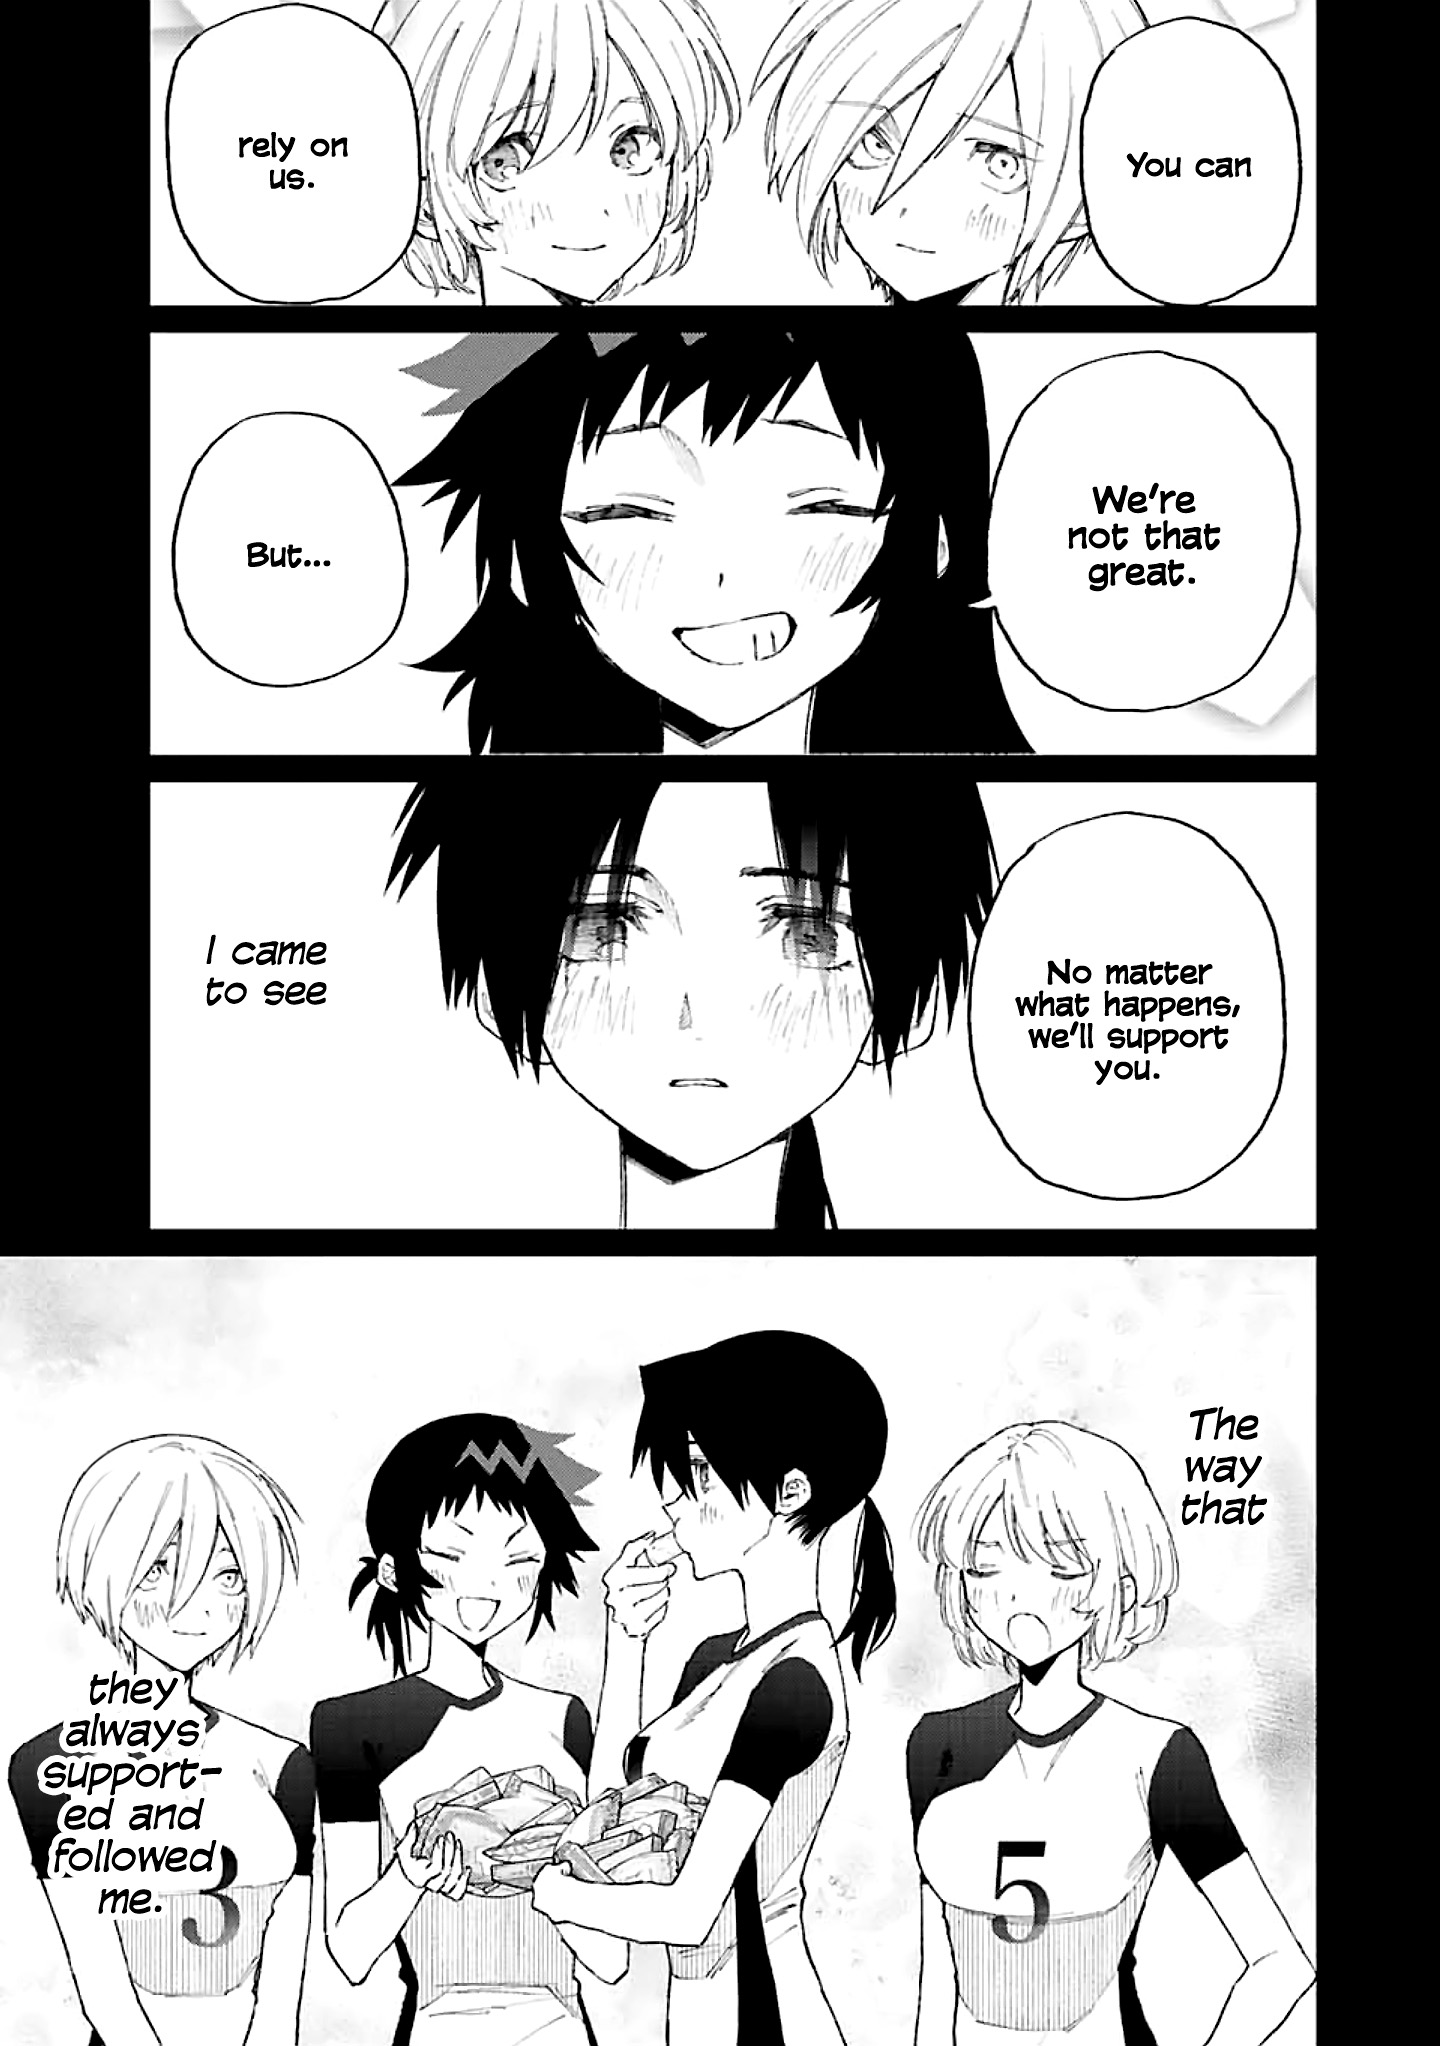 You can
rely on
us.
We're
not that
great.
But...
No matter
what happens,
we'll support
you.
I came
to see
The
way
that
they
always
support-
ed and
followed
me.
3
5